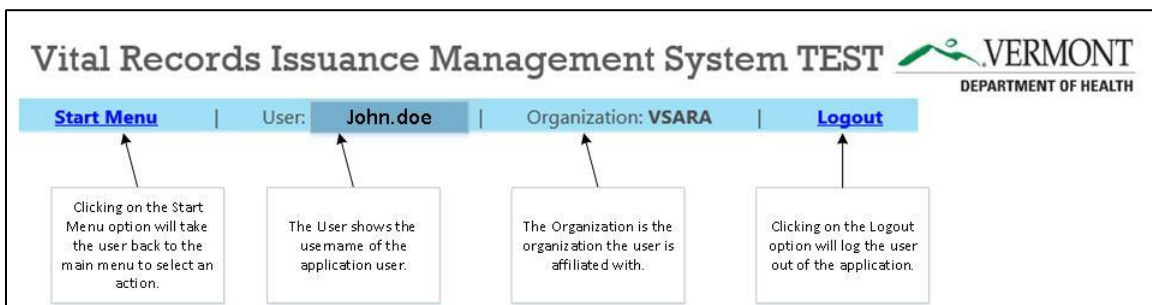 Vital Records Issuance Management System TEST
VERMONT
DEPARTMENT OF HEALTH
Start Menu | User: John.doe | Organization: VSARA | Logout
Clicking on the Start
Menu option will take
the user back to the
main menu to select an
action.
The User shows the
username of the
application user.
The Organization is the
organization the user is
affiliated with.
Clicking on the Logout
option will log the user
out of the application.